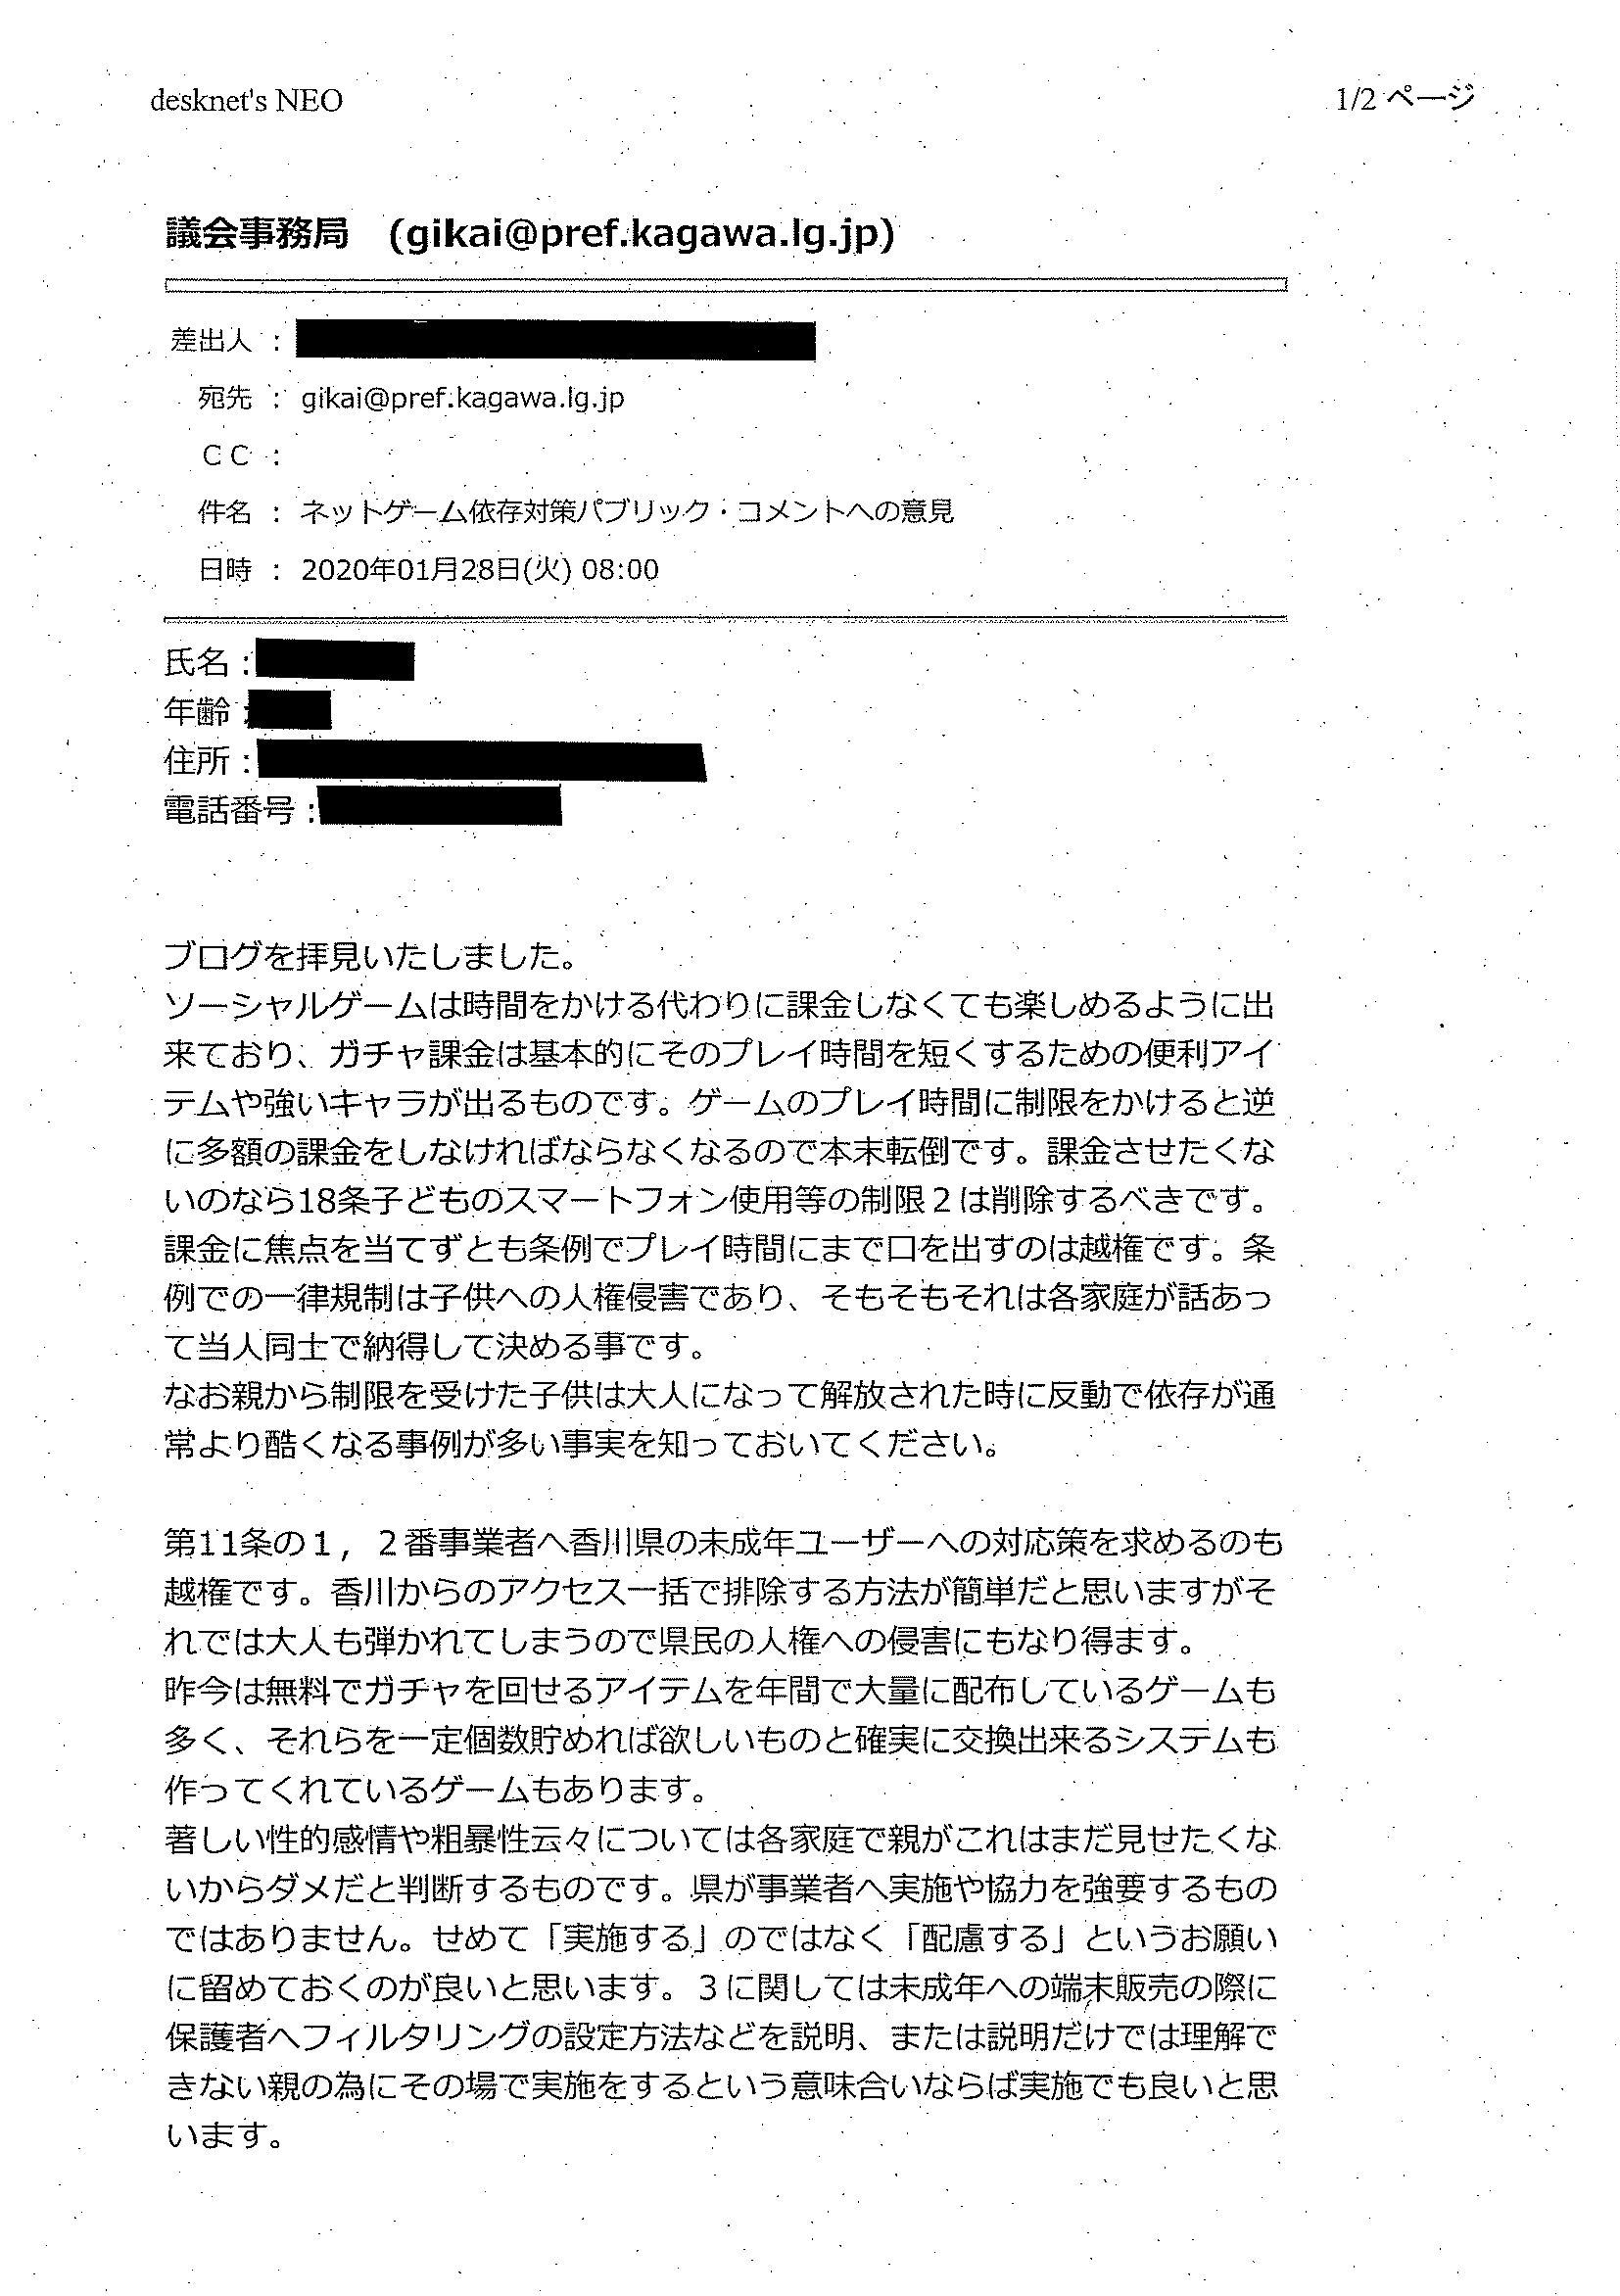 desknet's NEO
1/2 ページ
議会事務局 (gikai@pref.kagawa.lg.jp)
差出人 :
宛先 : gikai@pref.kagawa.lg.jp
CC :
件名 : ネットゲーム依存対策パブリック・コメントへの意見
日時 : 2020年01月28日(火) 08:00
氏名 :
年齢 :
住所 :
電話番号 :
ブログを拝見いたしました。
ソーシャルゲームは時間をかける代わりに課金しなくても楽しめるように出
来ており、ガチャ課金は基本的にそのプレイ時間を短くするための便利アイ
テムや強いキャラが出るものです。ゲームのプレイ時間に制限をかけると逆
に多額の課金をしなければならなくなるので本末転倒です。課金させたくな
いのなら18条子どものスマートフォン使用等の制限２は削除するべきです。
課金に焦点を当てずとも条例でプレイ時間にまで口を出すのは越権です。条
例での一律規制は子供への人権侵害であり、そもそもそれは各家庭が話あっ
て当人同士で納得して決める事です。
なお親から制限を受けた子供は大人になって解放された時に反動で依存が通
常より酷くなる事例が多い事実を知っておいてください。
第11条の１，２番事業者へ香川県の未成年ユーザーへの対応策を求めるのも
越権です。香川からのアクセス一括で排除する方法が簡単だと思いますがそ
れでは大人も弾かれてしまうので県民の人権への侵害にもなり得ます。
昨今は無料でガチャを回せるアイテムを年間で大量に配布しているゲームも
多く、それらを一定個数貯めれば欲しいものと確実に交換出来るシステムも
作ってくれているゲームもあります。
著しい性的感情や粗暴性云々については各家庭で親がこれはまだ見せたくな
いからダメだと判断するものです。県が事業者へ実施や協力を強要するもの
ではありません。せめて「実施する」のではなく「配慮する」というお願い
に留めておくのが良いと思います。３に関しては未成年への端末販売の際に
保護者へフィルタリングの設定方法などを説明、または説明だけでは理解で
きない親の為にその場で実施をするという意味合いならば実施でも良いと思
います。